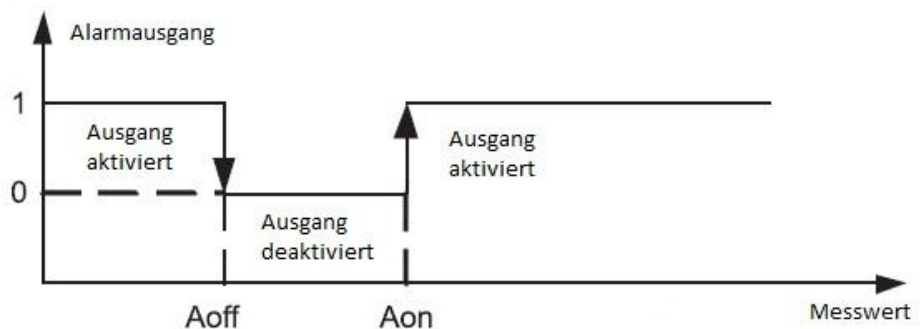 Alarmausgang
1
Ausgang
aktiviert
Ausgang
aktiviert
0
Ausgang
deaktiviert
Aoff
Aon
Messwert